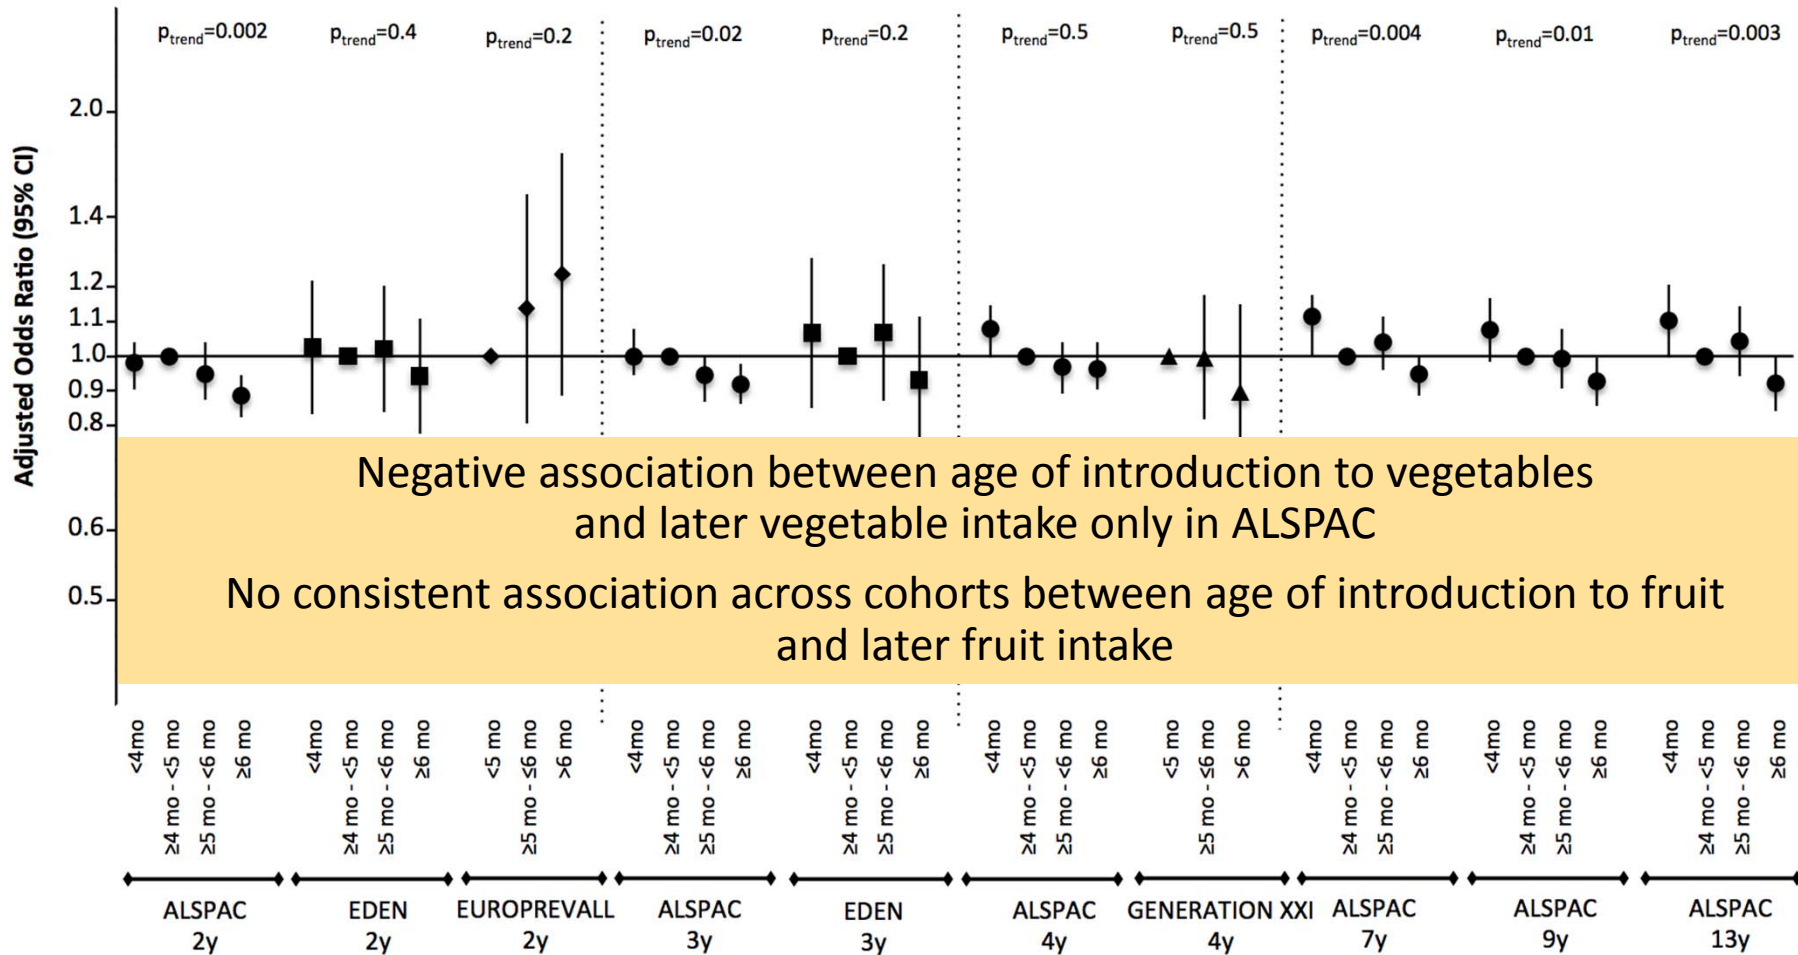 p_trend=0.002 p_trend=0.4 p_trend=0.2 p_trend=0.02 p_trend=0.2 p_trend=0.5 p_trend=0.5 p_trend=0.004 p_trend=0.01 p_trend=0.003
Adjusted Odds Ratio (95% CI)
2.0
1.4
1.2
1.1
1.0
0.9
0.8
0.6
0.5
Negative association between age of introduction to vegetables
and later vegetable intake only in ALSPAC
No consistent association across cohorts between age of introduction to fruit
and later fruit intake
<4mo
≥4 mo - <5 mo
≥5 mo - <6 mo
≥6 mo
<4mo
≥4 mo - <5 mo
≥5 mo - <6 mo
≥6 mo
<5 mo
≥5 mo - ≤6 mo
>6 mo
<4mo
≥4 mo - <5 mo
≥5 mo - <6 mo
≥6 mo
<4mo
≥4 mo - <5 mo
≥5 mo - <6 mo
≥6 mo
<4mo
≥4 mo - <5 mo
≥5 mo - <6 mo
≥6 mo
<5 mo
≥5 mo - ≤6 mo
>6 mo
<4mo
≥4 mo - <5 mo
≥5 mo - <6 mo
≥6 mo
<4mo
≥4 mo - <5 mo
≥5 mo - <6 mo
≥6 mo
<4mo
≥4 mo - <5 mo
≥5 mo - <6 mo
≥6 mo
ALSPAC EDEN EUROPREVALL ALSPAC EDEN ALSPAC GENERATION XXI ALSPAC ALSPAC ALSPAC
2y 2y 2y 3y 3y 4y 4y 7y 9y 13y